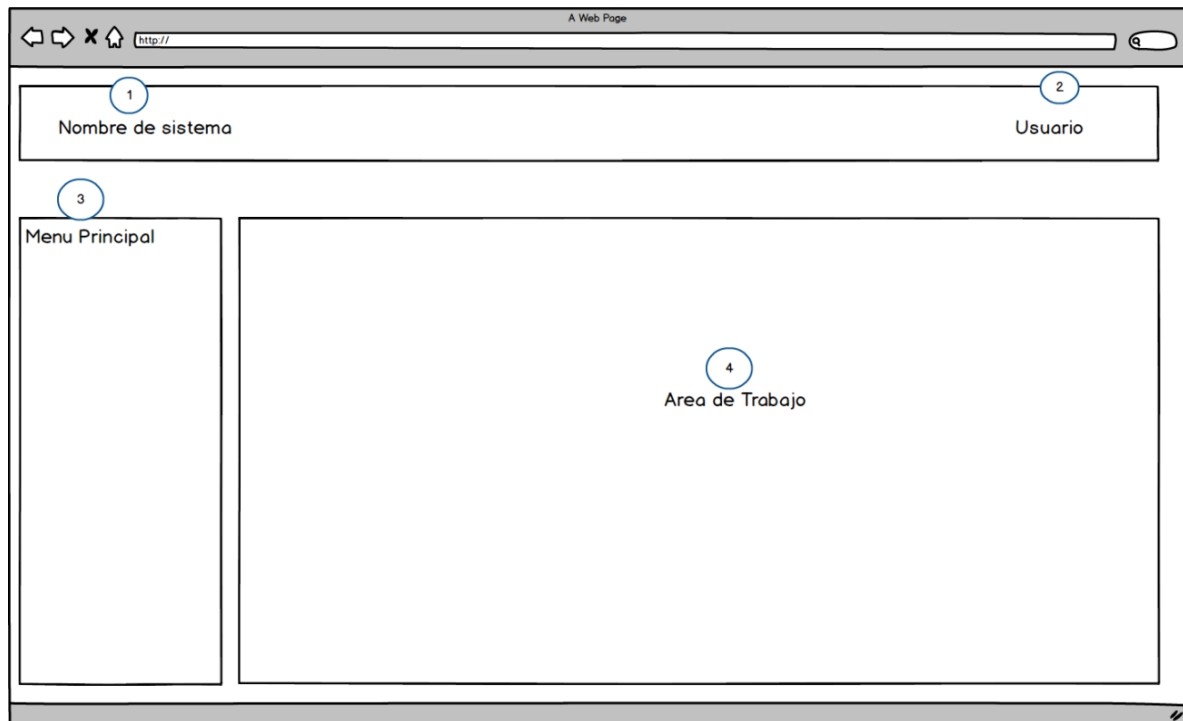 A Web Page
http://
1
2
Nombre de sistema
Usuario
3
Menu Principal
4
Area de Trabajo